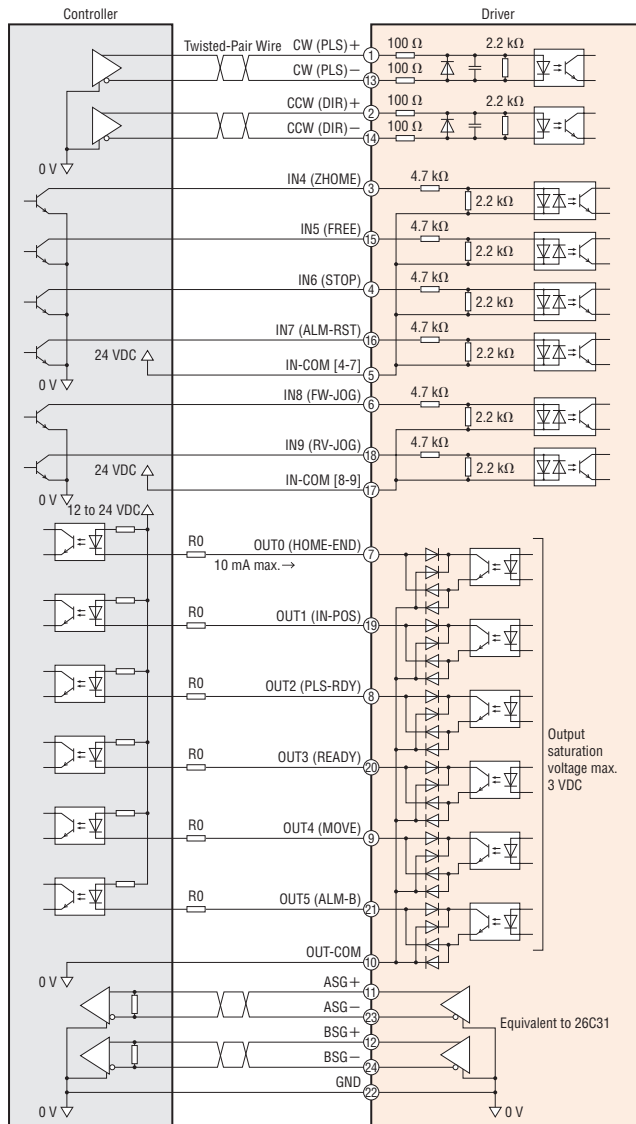 Controller
Driver
Twisted-Pair Wire
CW (PLS)+
1
100 Ω
2.2 kΩ
CW (PLS)−
13
100 Ω
CCW (DIR)+
2
100 Ω
2.2 kΩ
CCW (DIR)−
14
100 Ω
0 V
IN4 (ZHOME)
3
4.7 kΩ
2.2 kΩ
IN5 (FREE)
15
4.7 kΩ
2.2 kΩ
IN6 (STOP)
4
4.7 kΩ
2.2 kΩ
IN7 (ALM-RST)
16
4.7 kΩ
2.2 kΩ
24 VDC
IN-COM [4-7]
5
0 V
IN8 (FW-JOG)
6
4.7 kΩ
2.2 kΩ
IN9 (RV-JOG)
18
4.7 kΩ
2.2 kΩ
24 VDC
IN-COM [8-9]
17
0 V
12 to 24 VDC
R0
OUT0 (HOME-END)
7
10 mA max.→
R0
OUT1 (IN-POS)
19
R0
OUT2 (PLS-RDY)
8
R0
OUT3 (READY)
20
R0
OUT4 (MOVE)
9
R0
OUT5 (ALM-B)
21
Output
saturation
voltage max.
3 VDC
OUT-COM
10
0 V
ASG+
11
ASG−
23
Equivalent to 26C31
BSG+
12
BSG−
24
GND
22
0 V
0 V